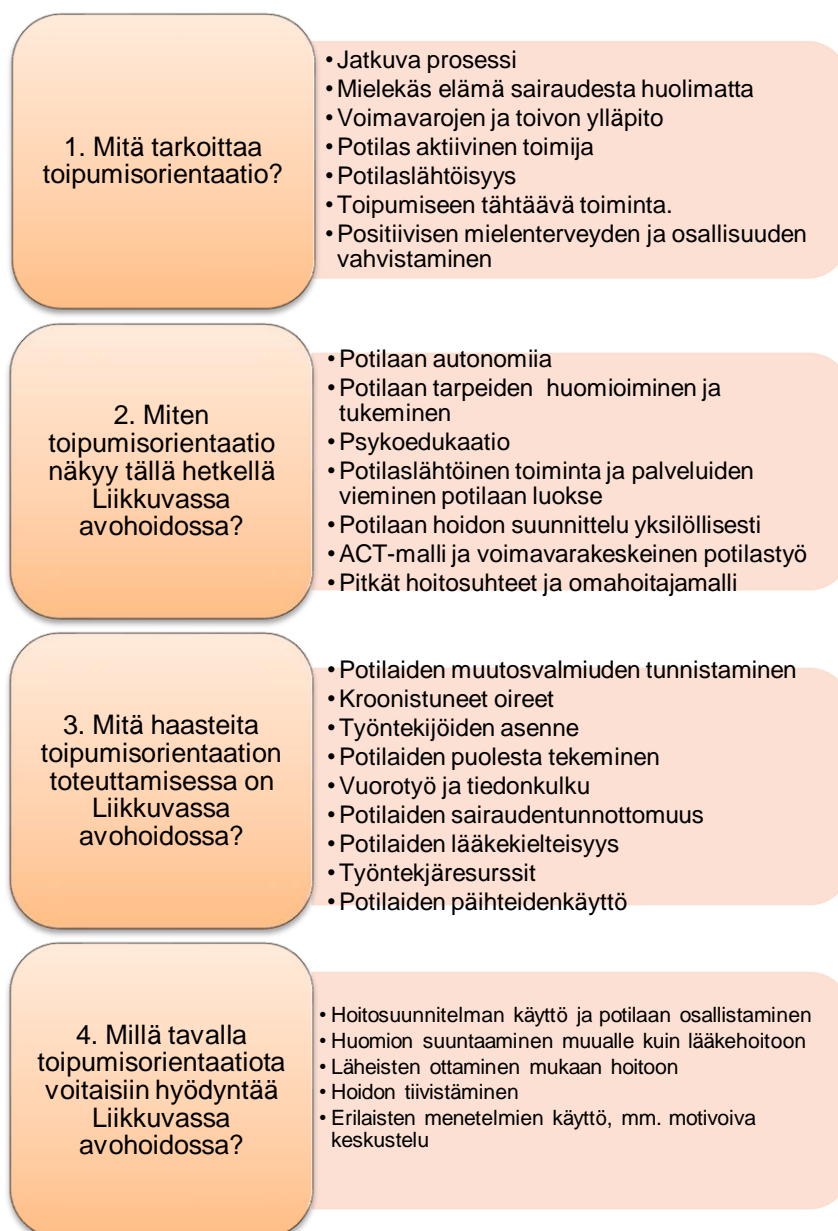 1. Mitä tarkoittaa
toipumisorientaatio?
• Jatkuva prosessi
• Mielekäs elämä sairaudesta huolimatta
• Voimavarojen ja toivon ylläpito
• Potilas aktiivinen toimija
• Potilaslähtöisyys
• Toipumiseen tähtäävä toiminta.
• Positiivisen mielenterveyden ja osallisuuden
vahvistaminen
2. Miten
toipumisorientaatio
näkyy tällä hetkellä
Liikkuvassa
avohoidossa?
• Potilaan autonomiia
• Potilaan tarpeiden huomioiminen ja
tukeminen
• Psykoedukaatio
• Potilaslähtöinen toiminta ja palveluiden
vieminen potilaan luokse
• Potilaan hoidon suunnittelu yksilöllisesti
• ACT-malli ja voimavarakeskeinen potilastyö
• Pitkät hoitosuhteet ja omahoitajamalli
3. Mitä haasteita
toipumisorientaation
toteuttamisessa on
Liikkuvassa
avohoidossa?
• Potilaiden muutosvalmiuden tunnistaminen
• Kroonistuneet oireet
• Työntekijöiden asenne
• Potilaiden puolesta tekeminen
• Vuorotyö ja tiedonkulku
• Potilaiden sairaudentunnottomuus
• Potilaiden lääkekielteisyys
• Työntekjäresurssit
• Potilaiden päihteidenkäyttö
4. Millä tavalla
toipumisorientaatiota
voitaisiin hyödyntää
Liikkuvassa
avohoidossa?
• Hoitosuunnitelman käyttö ja potilaan osallistaminen
• Huomion suuntaaminen muualle kuin lääkehoitoon
• Läheisten ottaminen mukaan hoitoon
• Hoidon tiivistäminen
• Erilaisten menetelmien käyttö, mm. motivoiva
keskustelu